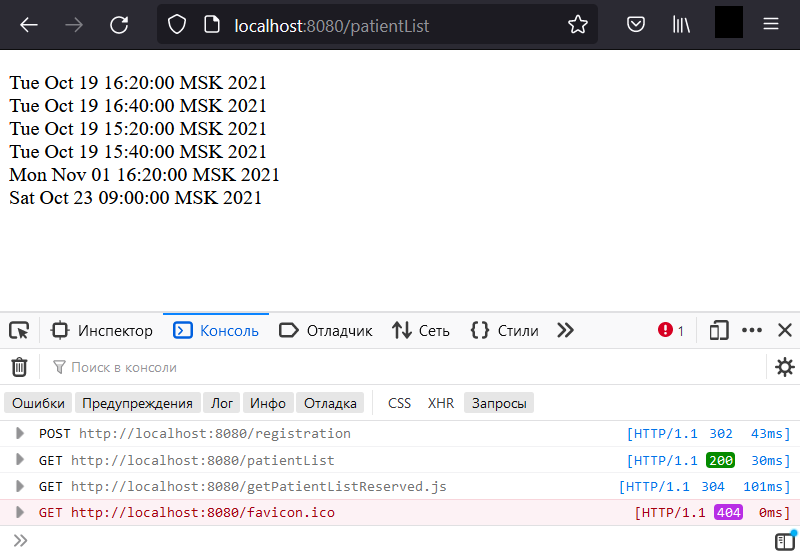 localhost:8080/patientList
Tue Oct 19 16:20:00 MSK 2021
Tue Oct 19 16:40:00 MSK 2021
Tue Oct 19 15:20:00 MSK 2021
Tue Oct 19 15:40:00 MSK 2021
Mon Nov 01 16:20:00 MSK 2021
Sat Oct 23 09:00:00 MSK 2021
Инспектор Консоль Отладчик Сеть Стили 1
Поиск в консоли
Ошибки Предупреждения Лог Инфо Отладка CSS XHR Запросы
POST http://localhost:8080/registration [HTTP/1.1 302 43ms]
GET http://localhost:8080/patientList [HTTP/1.1 200 30ms]
GET http://localhost:8080/getPatientListReserved.js [HTTP/1.1 304 101ms]
GET http://localhost:8080/favicon.ico [HTTP/1.1 404 0ms]